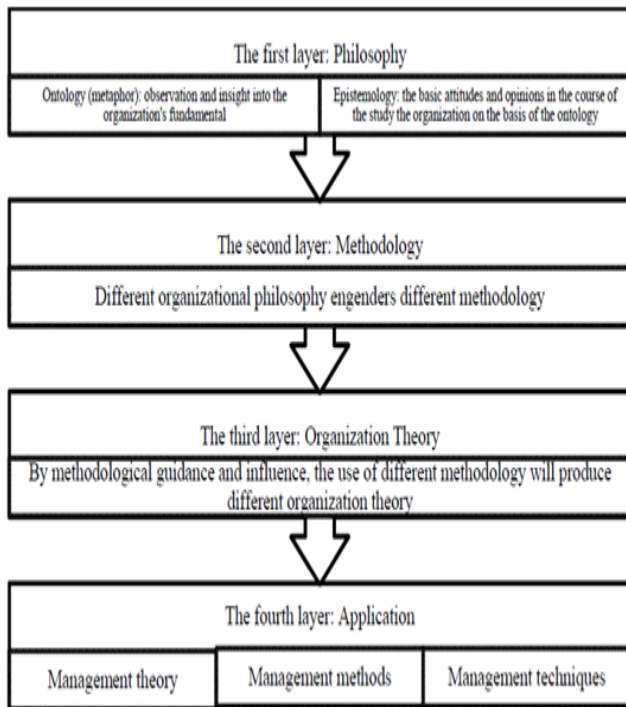 The first layer: Philosophy
Ontology (metaphor): observation and insight into the
organization's fundamental
Epistemology: the basic attitudes and opinions in the course of
the study the organization on the basis of the ontology
The second layer: Methodology
Different organizational philosophy engenders different methodology
The third layer: Organization Theory
By methodological guidance and influence, the use of different methodology will produce
different organization theory
The fourth layer: Application
Management theory
Management methods
Management techniques